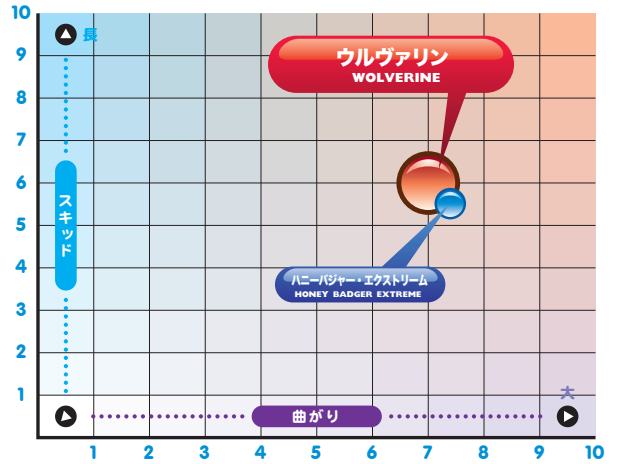 10
長
9
ウルヴァリン
WOLVERINE
8
7
6
スキッド
5
4
ハニーバジャー・エクストリーム
HONEY BADGER EXTREME
3
2
1
大
曲がり
1 2 3 4 5 6 7 8 9 10